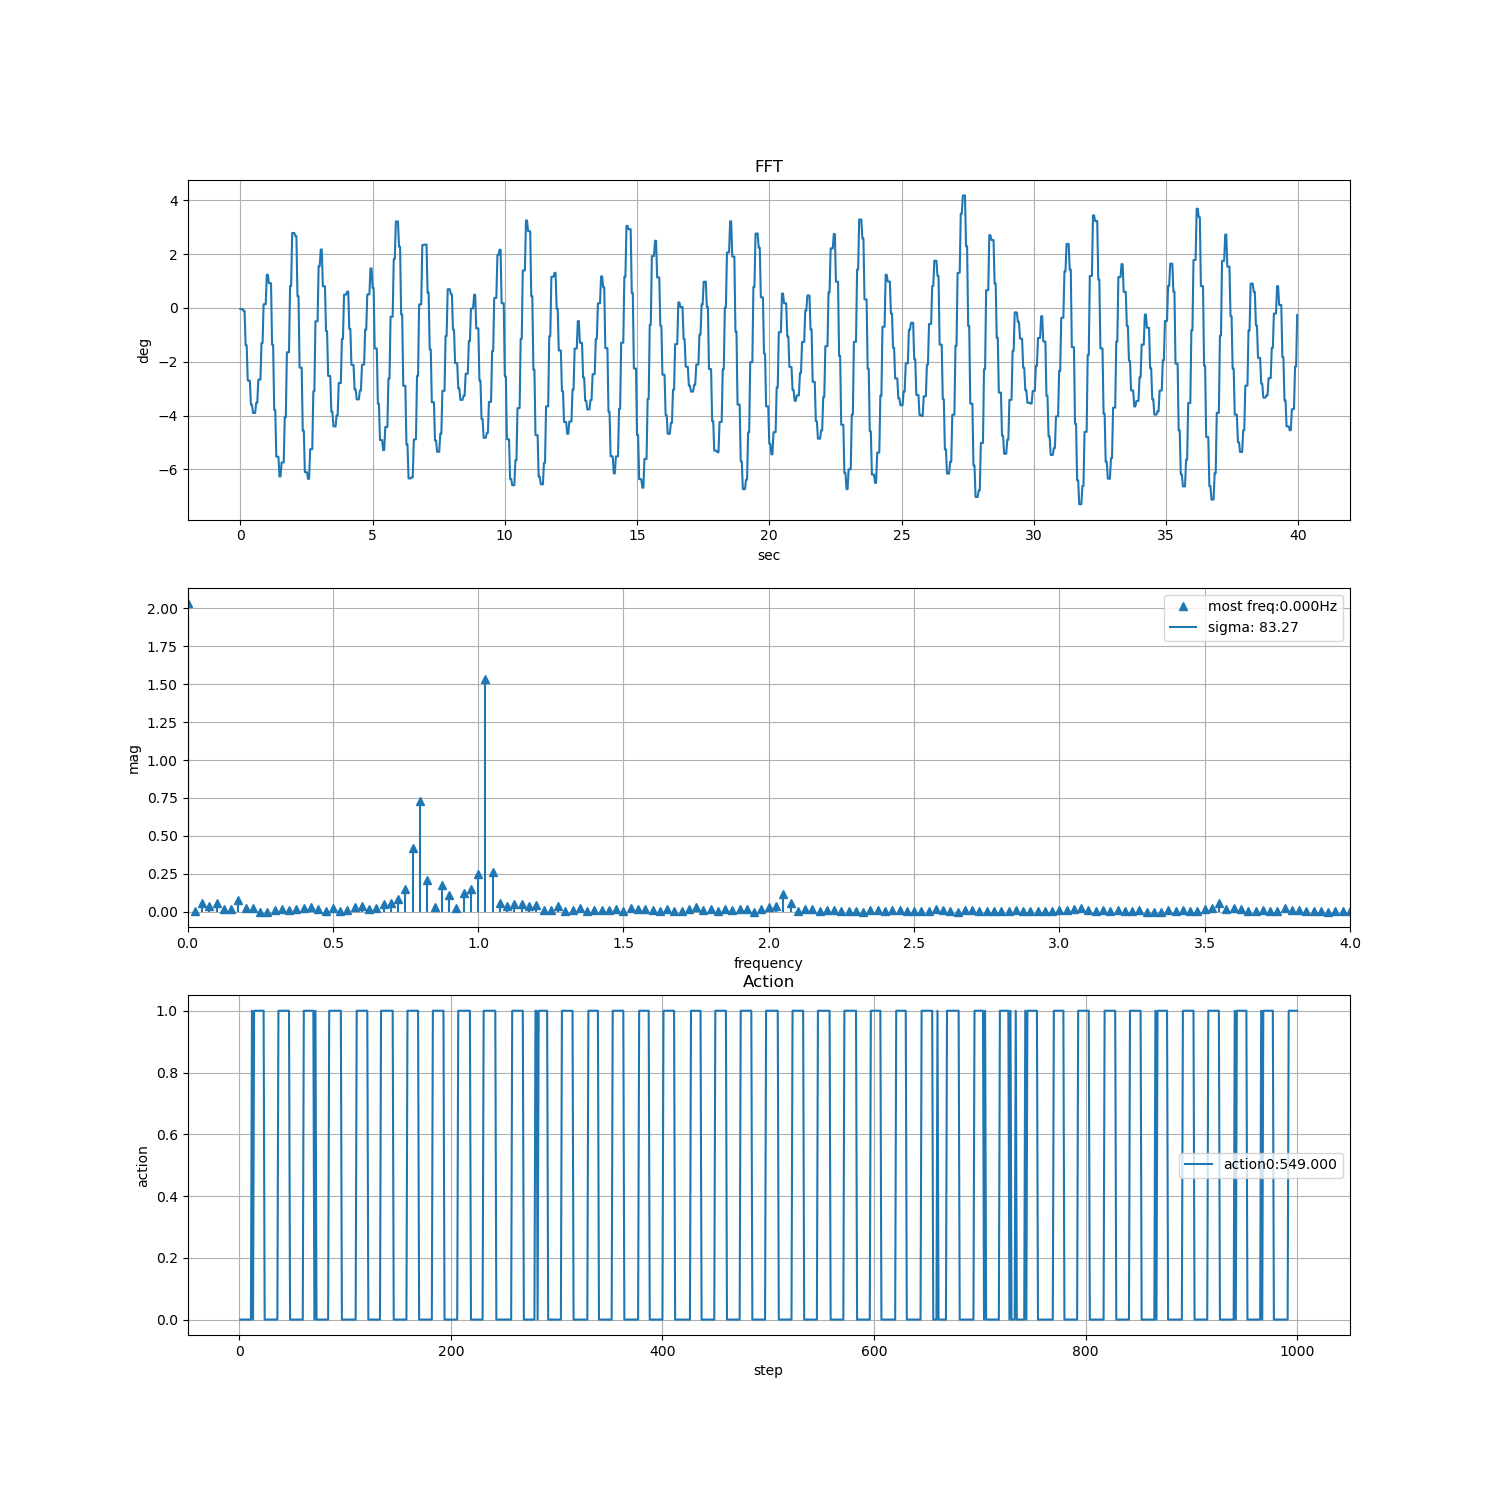 FFT
4
2
0
−2
−4
−6
deg
0 5 10 15 20 25 30 35 40
sec
most freq:0.000Hz
sigma: 83.27
2.00
1.75
1.50
1.25
1.00
0.75
0.50
0.25
0.00
mag
0.0 0.5 1.0 1.5 2.0 2.5 3.0 3.5 4.0
frequency
Action
1.0
0.8
0.6
0.4
0.2
0.0
action
action0:549.000
0 200 400 600 800 1000
step